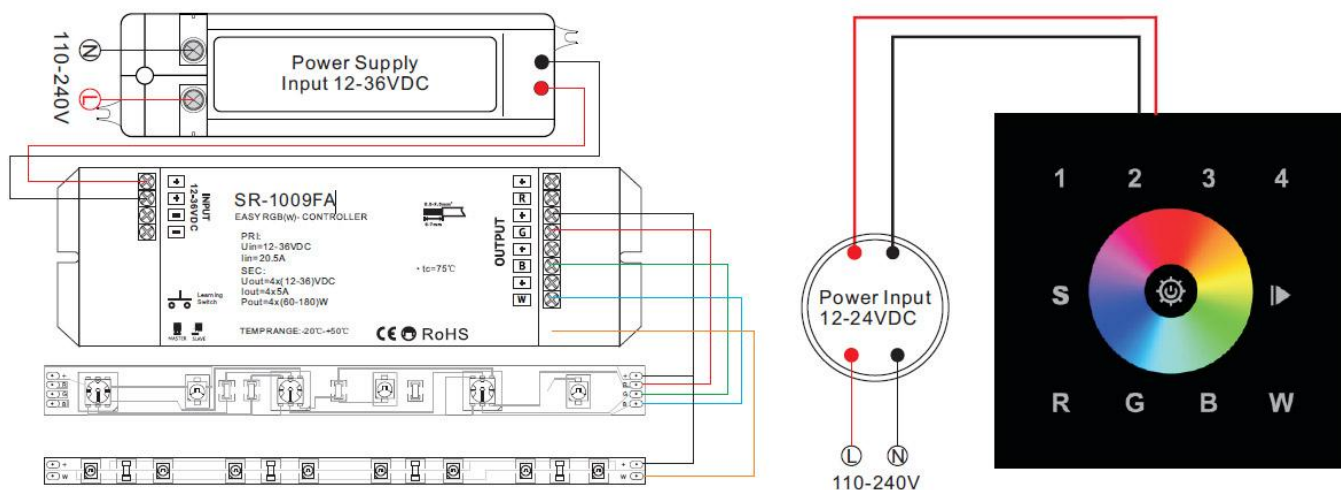 N
L
110-240V
Power Supply
Input 12-36VDC
+
+
INPUT
12-36VDC
SR-1009FA
EASY RGB(w)- CONTROLLER
PRI:
Uin=12-36VDC
Iin=20.5A
SEC:
Uout=4x(12-36)VDC
Iout=4x5A
Pout=4x(60-180)W
Learning
Switch
MASTER SLAVE
TEMP RANGE:-20℃-+50℃
• tc=75℃
CE RoHS
OUTPUT
+
R
+
G
+
B
+
W
+
R
G
B
+
G
B
+
W
+
W
Power Input
12-24VDC
L N
110-240V
1 2 3 4
S
R G B W